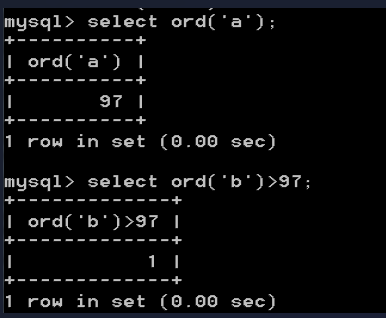 mysql> select ord('a');
+----------+
| ord('a') |
+----------+
|       97 |
+----------+
1 row in set (0.00 sec)
mysql> select ord('b')>97;
+-------------+
| ord('b')>97 |
+-------------+
|           1 |
+-------------+
1 row in set (0.00 sec)